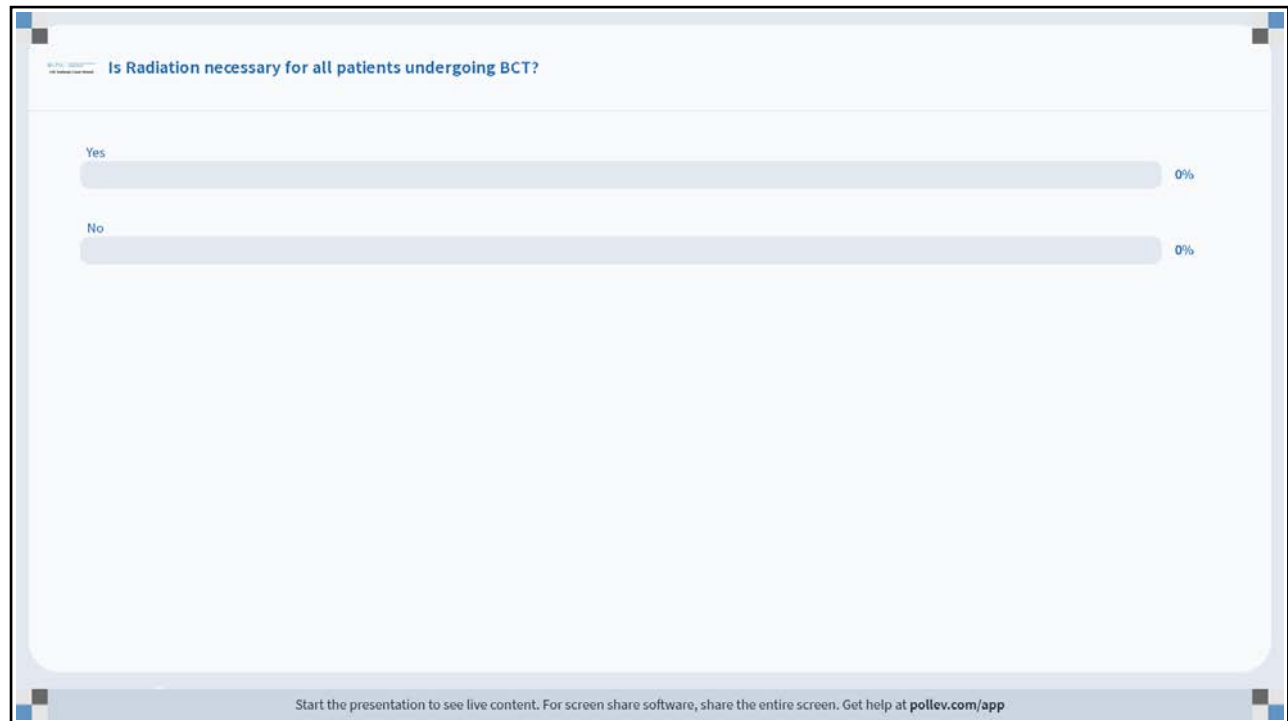 Is Radiation necessary for all patients undergoing BCT?
Yes
0%
No
0%
Start the presentation to see live content. For screen share software, share the entire screen. Get help at pollev.com/app